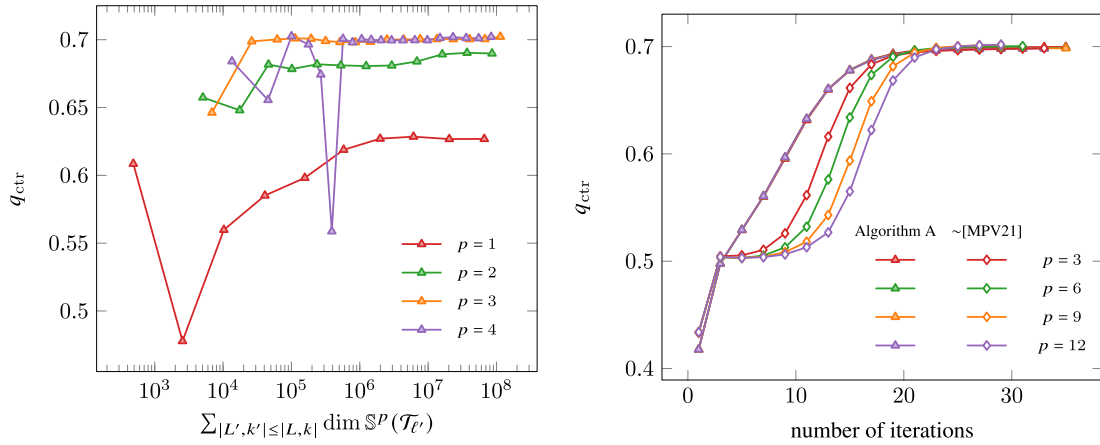 0.7
0.65
0.6
0.55
0.5
q_ctr
10^3
10^4
10^5
10^6
10^7
10^8
∑_{|L',k'|≤|L,k|} dim 𝕊^p(𝒯_{ℓ'})
p = 1
p = 2
p = 3
p = 4
0.7
0.6
0.5
0.4
q_ctr
0
10
20
30
number of iterations
Algorithm A ~[MPV21]
p = 3
p = 6
p = 9
p = 12